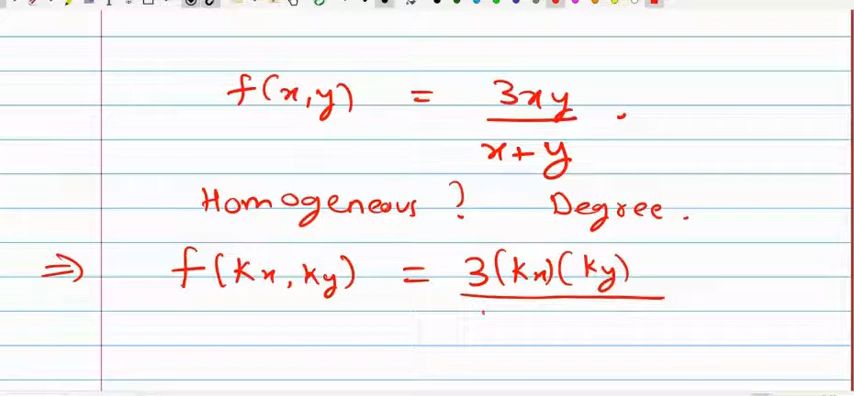 f(x,y) = 3xy / x+y .
Homogeneous ? Degree .
⇒ f(kx, ky) = 3(kx)(ky)